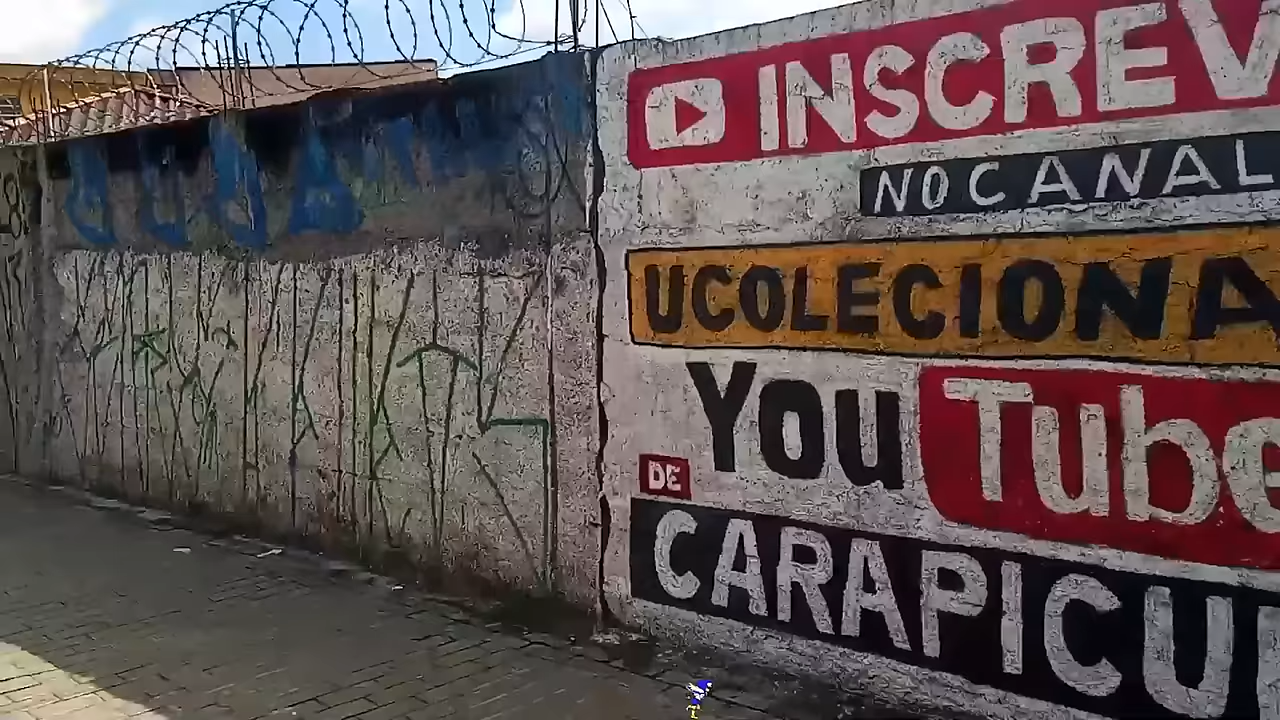 INSCREV
NO CANAL
UCOLECIONA
YouTube
DE
CARAPICU